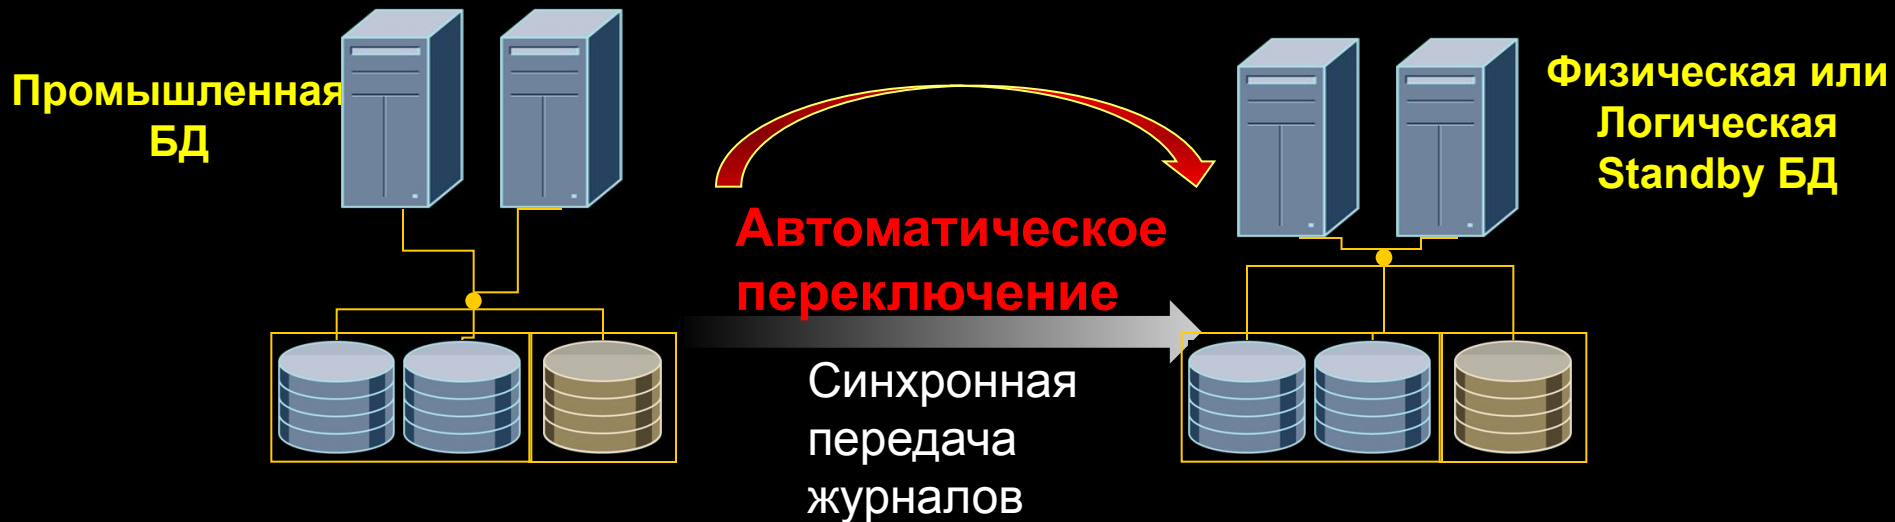 Промышленная
БД
Автоматическое
переключение
Синхронная
передача
журналов
Физическая или
Логическая
Standby БД